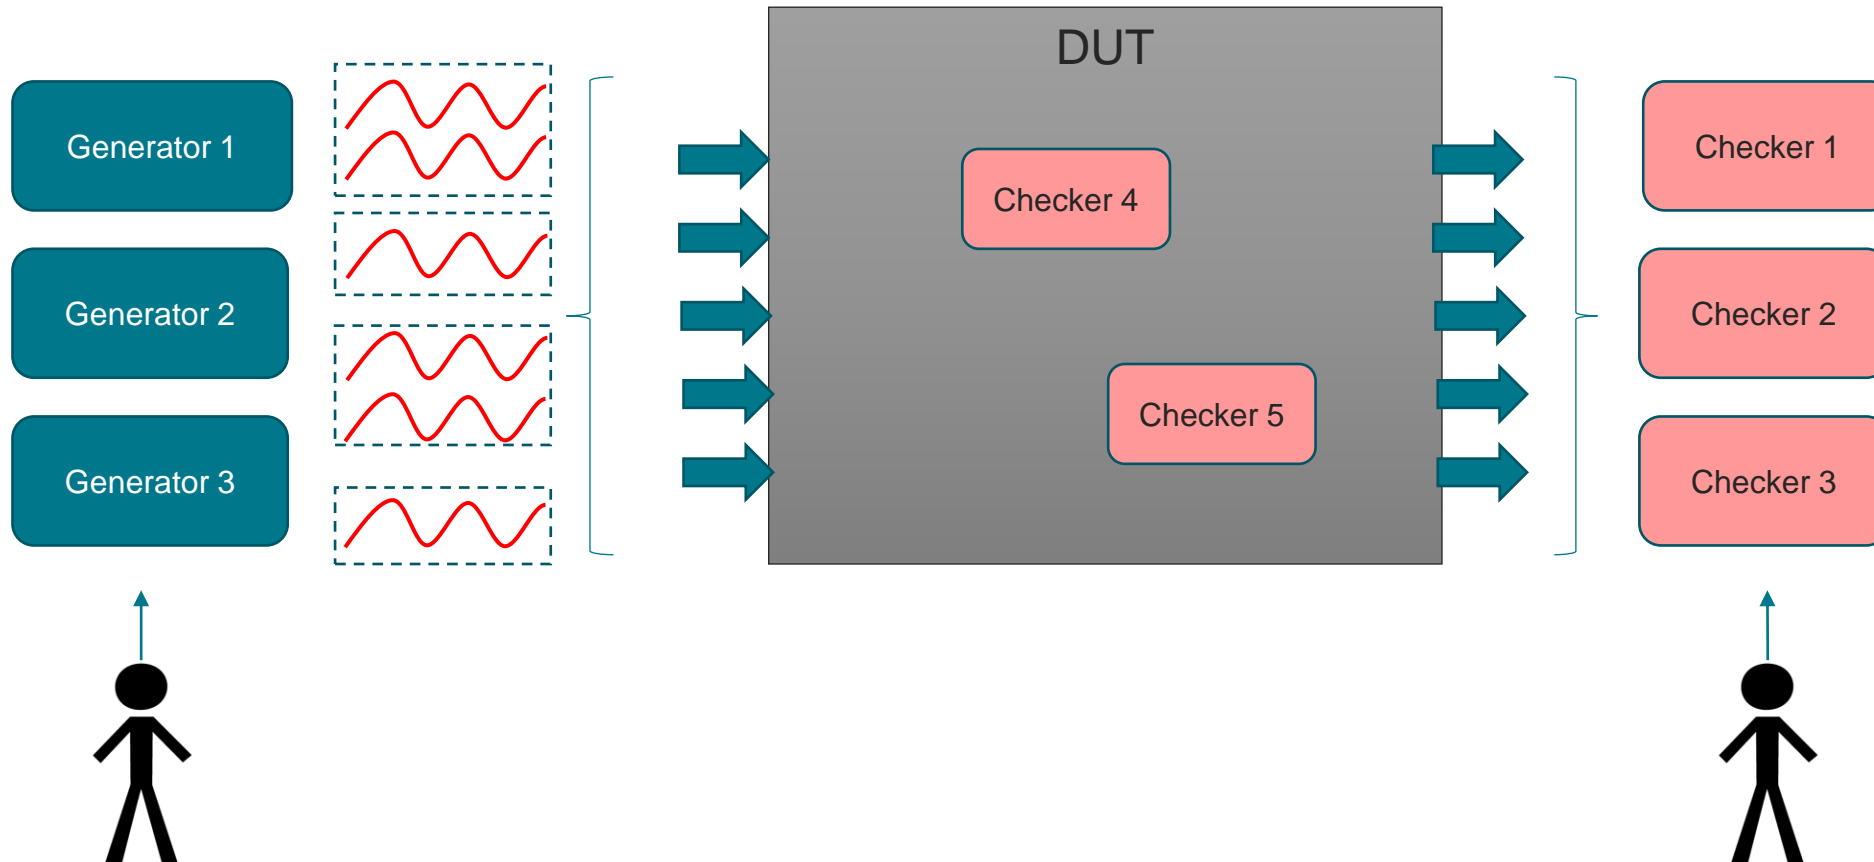 DUT
Generator 1
Generator 2
Generator 3
Checker 4
Checker 5
Checker 1
Checker 2
Checker 3